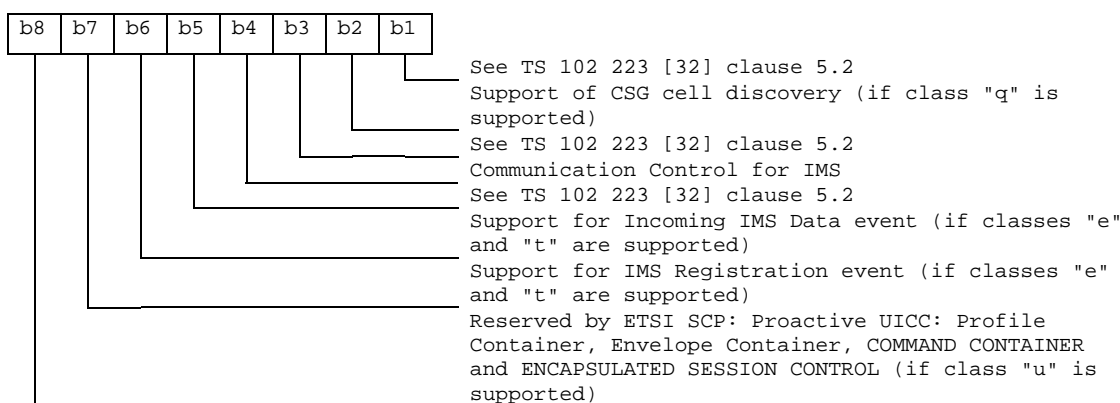 b8 b7 b6 b5 b4 b3 b2 b1
See TS 102 223 [32] clause 5.2
Support of CSG cell discovery (if class "q" is
supported)
See TS 102 223 [32] clause 5.2
Communication Control for IMS
See TS 102 223 [32] clause 5.2
Support for Incoming IMS Data event (if classes "e"
and "t" are supported)
Support for IMS Registration event (if classes "e"
and "t" are supported)
Reserved by ETSI SCP: Proactive UICC: Profile
Container, Envelope Container, COMMAND CONTAINER
and ENCAPSULATED SESSION CONTROL (if class "u" is
supported)